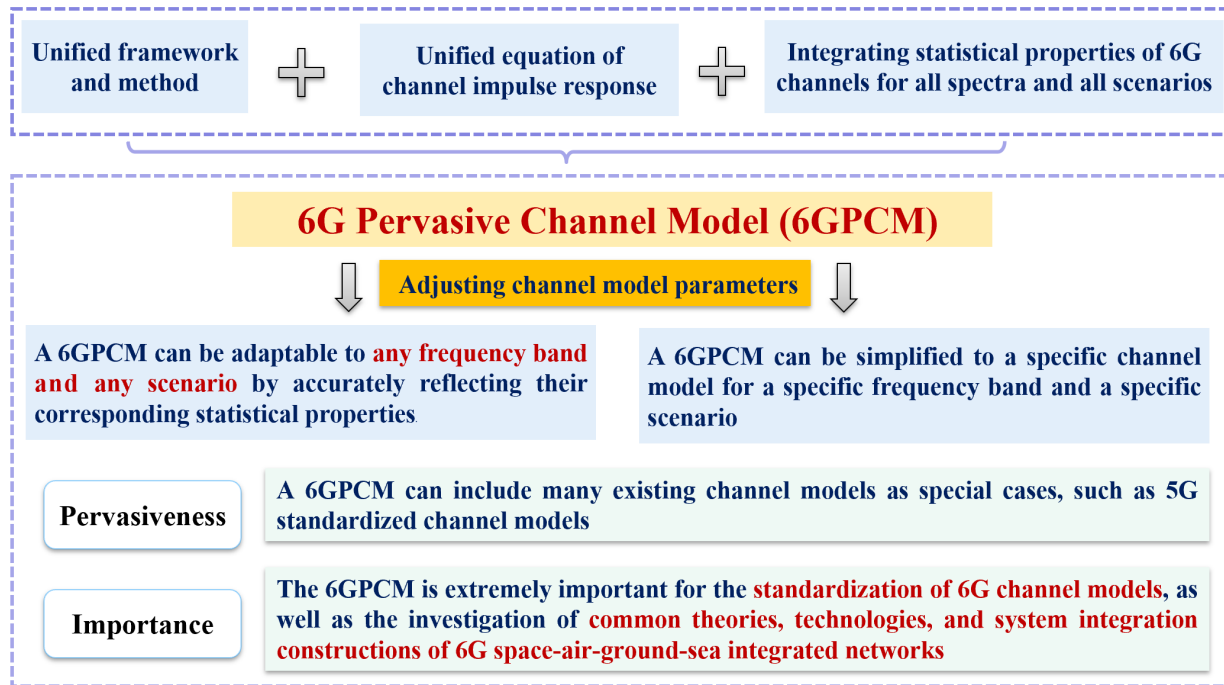 Unified framework
and method
Unified equation of
channel impulse response
Integrating statistical properties of 6G
channels for all spectra and all scenarios
6G Pervasive Channel Model (6GPCM)
Adjusting channel model parameters
A 6GPCM can be adaptable to any frequency band
and any scenario by accurately reflecting their
corresponding statistical properties.
A 6GPCM can be simplified to a specific channel
model for a specific frequency band and a specific
scenario
Pervasiveness
A 6GPCM can include many existing channel models as special cases, such as 5G
standardized channel models
Importance
The 6GPCM is extremely important for the standardization of 6G channel models, as
well as the investigation of common theories, technologies, and system integration
constructions of 6G space-air-ground-sea integrated networks